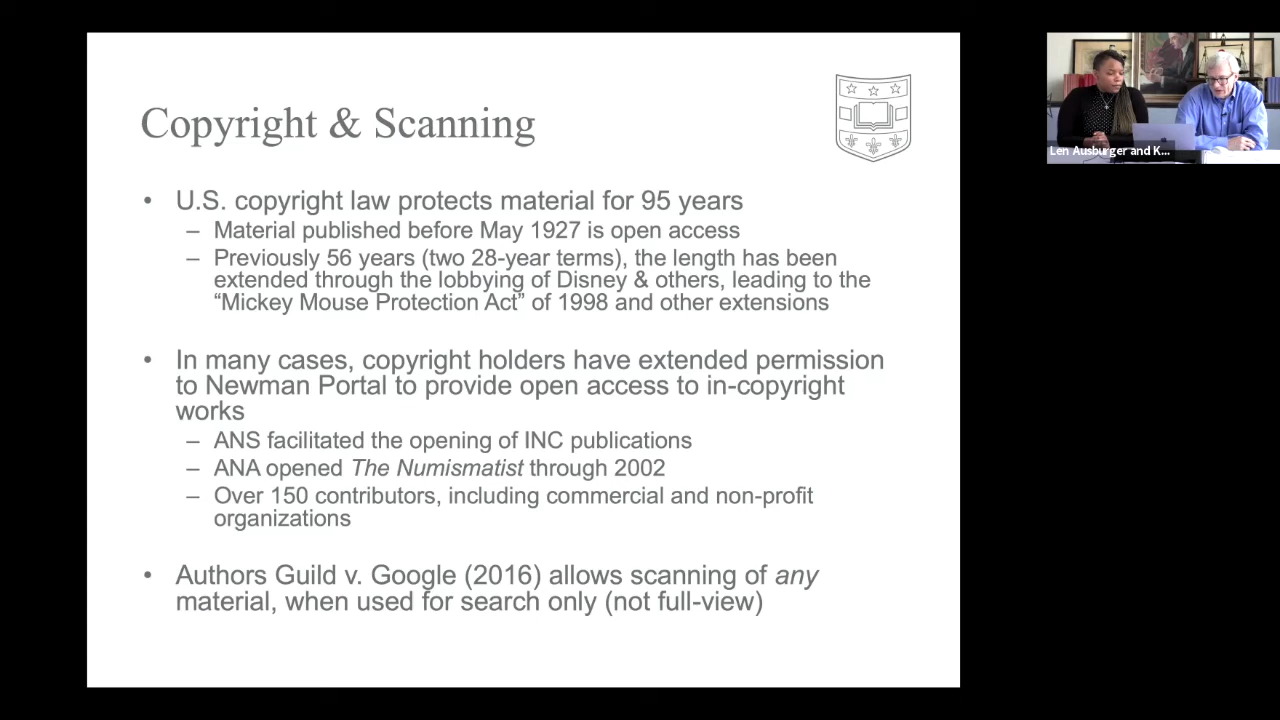 Copyright & Scanning
• U.S. copyright law protects material for 95 years
– Material published before May 1927 is open access
– Previously 56 years (two 28-year terms), the length has been
extended through the lobbying of Disney & others, leading to the
“Mickey Mouse Protection Act” of 1998 and other extensions
• In many cases, copyright holders have extended permission
to Newman Portal to provide open access to in-copyright
works
– ANS facilitated the opening of INC publications
– ANA opened The Numismatist through 2002
– Over 150 contributors, including commercial and non-profit
organizations
• Authors Guild v. Google (2016) allows scanning of any
material, when used for search only (not full-view)
Len Ausburger and K...